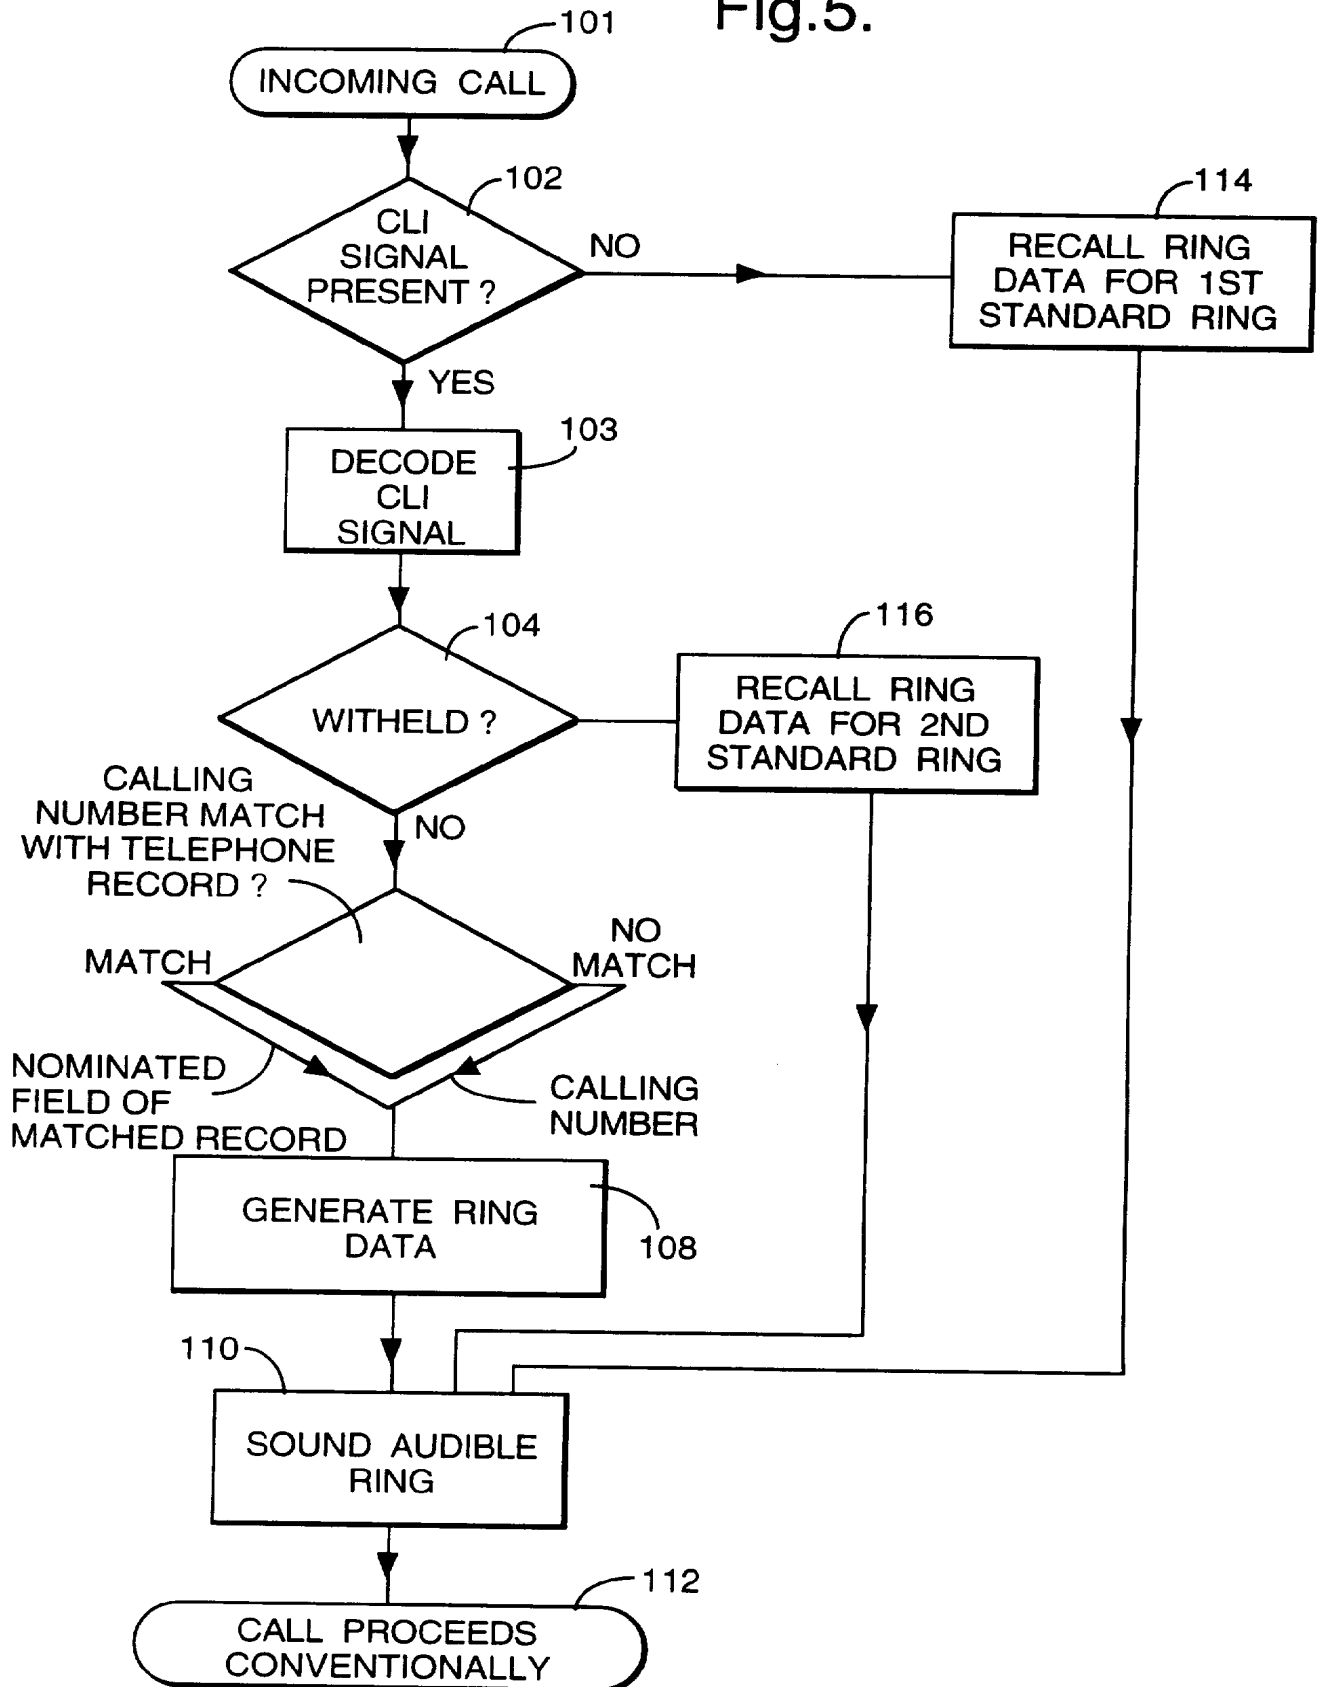 Fig.5.
101
INCOMING CALL
102
CLI
SIGNAL
PRESENT ?
NO
114
RECALL RING
DATA FOR 1ST
STANDARD RING
YES
103
DECODE
CLI
SIGNAL
104
WITHELD ?
116
RECALL RING
DATA FOR 2ND
STANDARD RING
NO
CALLING
NUMBER MATCH
WITH TELEPHONE
RECORD ?
MATCH
NO
MATCH
NOMINATED
FIELD OF
MATCHED RECORD
CALLING
NUMBER
GENERATE RING
DATA
108
110
SOUND AUDIBLE
RING
112
CALL PROCEEDS
CONVENTIONALLY